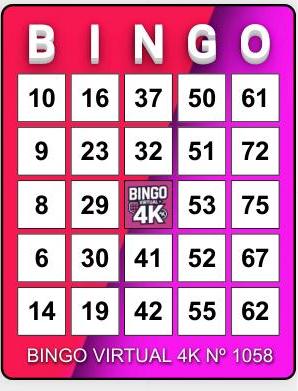 B I N G O
10 16 37 50 61
9 23 32 51 72
8 29 BINGO VIRTUAL 4K 53 75
6 30 41 52 67
14 19 42 55 62
BINGO VIRTUAL 4K Nº 1058